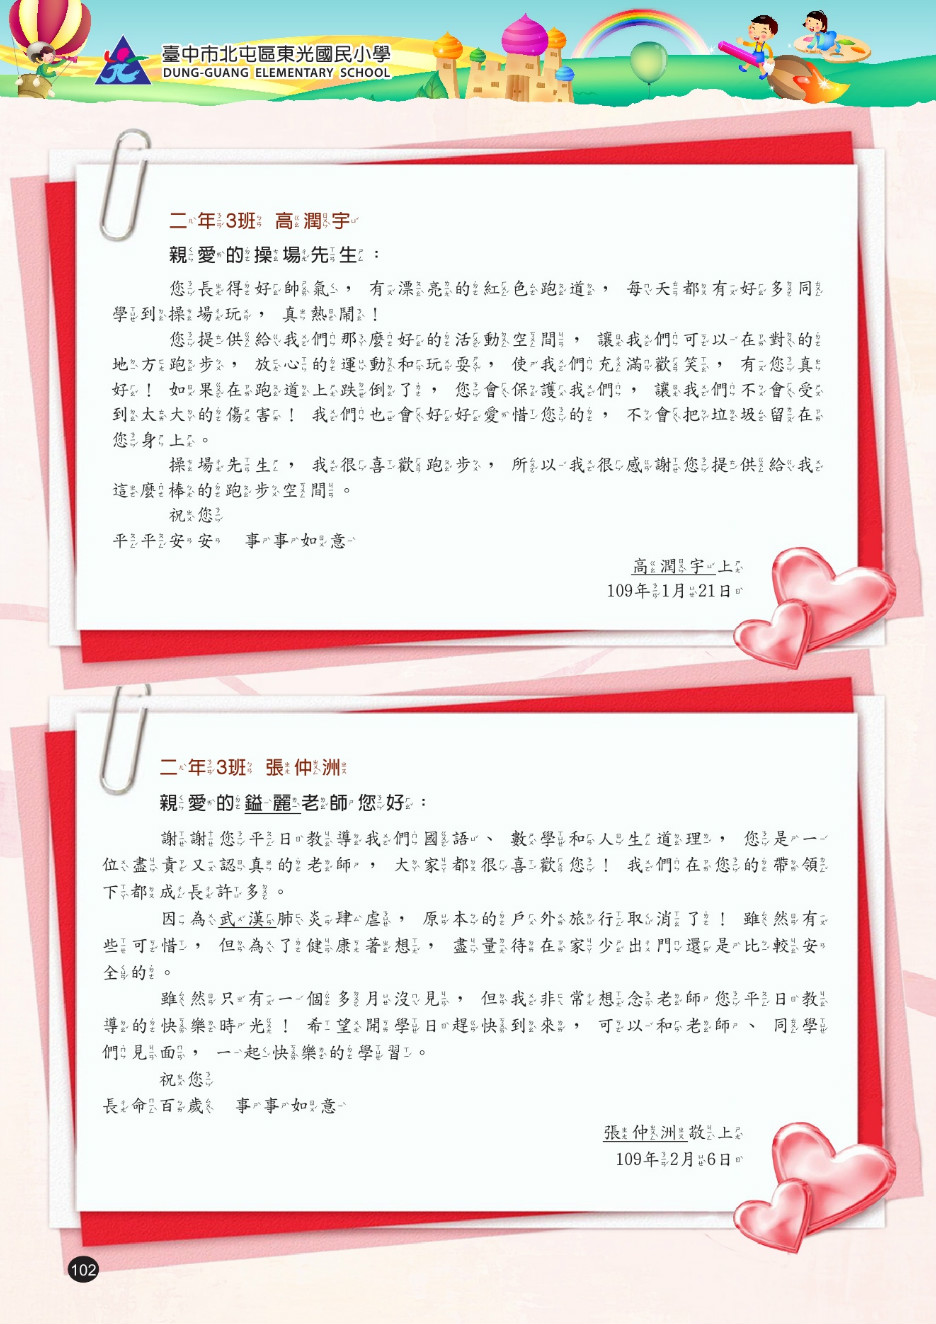 臺中市北屯區東光國民小學
DUNG-GUANG ELEMENTARY SCHOOL
二年3班 高潤宇
親愛的操場先生：
您長得好帥氣，有漂亮的紅色跑道，每天都有好多同
學到操場玩，真熱鬧！
您提供給我們那麼好的活動空間，讓我們可以在對的
地方跑步，放心的運動和玩耍，使我們充滿歡笑，有您真
好！如果在跑道上跌倒了，您會保護我們，讓我們不會受
到太大的傷害！我們也會好好愛惜您的，不會把垃圾留在
您身上。
操場先生，我很喜歡跑步，所以我很感謝您提供給我
這麼棒的跑步空間。
祝您
平平安安 事事如意
高潤宇上
109年1月21日
二年3班 張仲洲
親愛的鎰麗老師您好：
謝謝您平日教導我們國語、數學和人生道理，您是一
位盡責又認真的老師，大家都很喜歡您！我們在您的帶領
下都成長許多。
因為武漢肺炎肆虐，原本的戶外旅行取消了！雖然有
些可惜，但為了健康著想，盡量待在家少出門還是比較安
全的。
雖然只有一個多月沒見，但我非常想念老師您平日教
導的快樂時光！希望開學日趕快到來，可以和老師、同學
們見面，一起快樂的學習。
祝您
長命百歲 事事如意
張仲洲敬上
109年2月6日
102